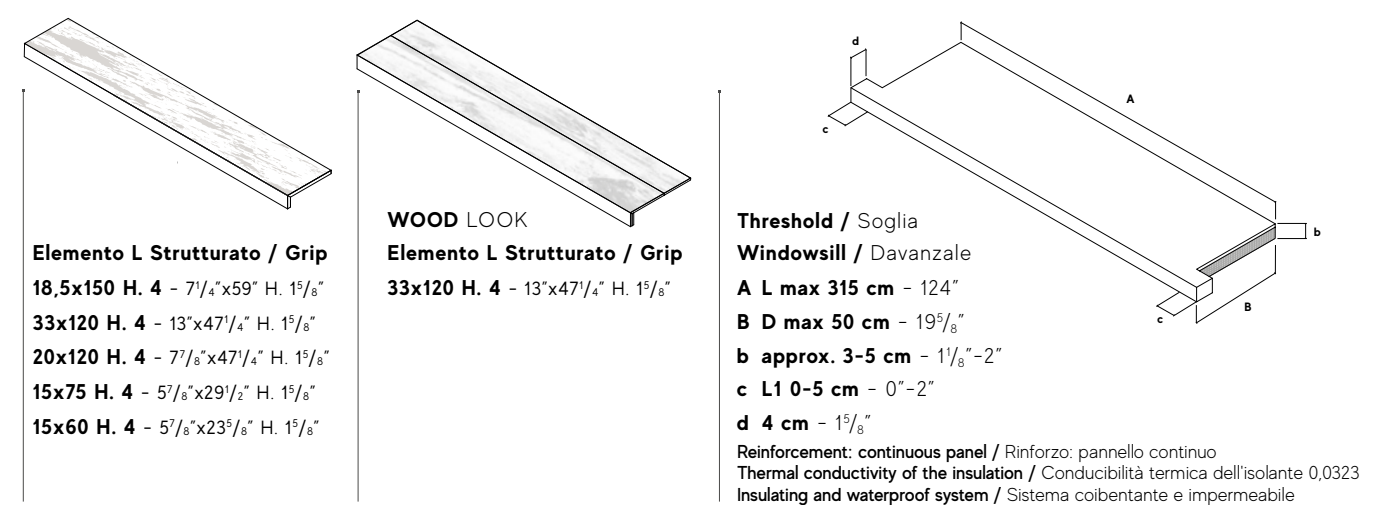 Elemento L Strutturato / Grip
18,5x150 H. 4 - 7¹/₄"x59" H. 1⁵/₈"
33x120 H. 4 - 13"x47¹/₄" H. 1⁵/₈"
20x120 H. 4 - 7⁷/₈"x47¹/₄" H. 1⁵/₈"
15x75 H. 4 - 5⁷/₈"x29¹/₂" H. 1⁵/₈"
15x60 H. 4 - 5⁷/₈"x23⁵/₈" H. 1⁵/₈"
WOOD LOOK
Elemento L Strutturato / Grip
33x120 H. 4 - 13"x47¹/₄" H. 1⁵/₈"
d
A
c
b
c
B
Threshold / Soglia
Windowsill / Davanzale
A L max 315 cm - 124"
B D max 50 cm - 19⁵/₈"
b approx. 3-5 cm - 1¹/₈"-2"
c L1 0-5 cm - 0"-2"
d 4 cm - 1⁵/₈"
Reinforcement: continuous panel / Rinforzo: pannello continuo
Thermal conductivity of the insulation / Conducibilità termica dell'isolante 0,0323
Insulating and waterproof system / Sistema coibentante e impermeabile